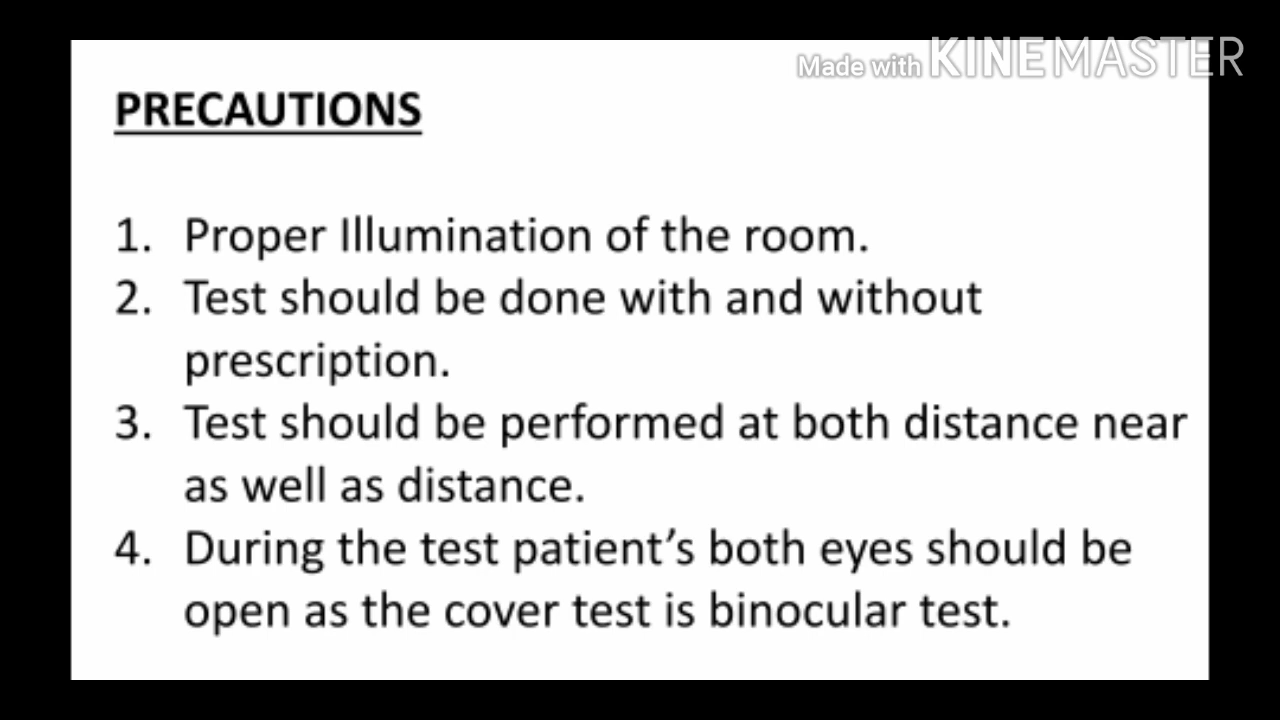 Made with KINEMASTER
PRECAUTIONS
1. Proper Illumination of the room.
2. Test should be done with and without
prescription.
3. Test should be performed at both distance near
as well as distance.
4. During the test patient’s both eyes should be
open as the cover test is binocular test.